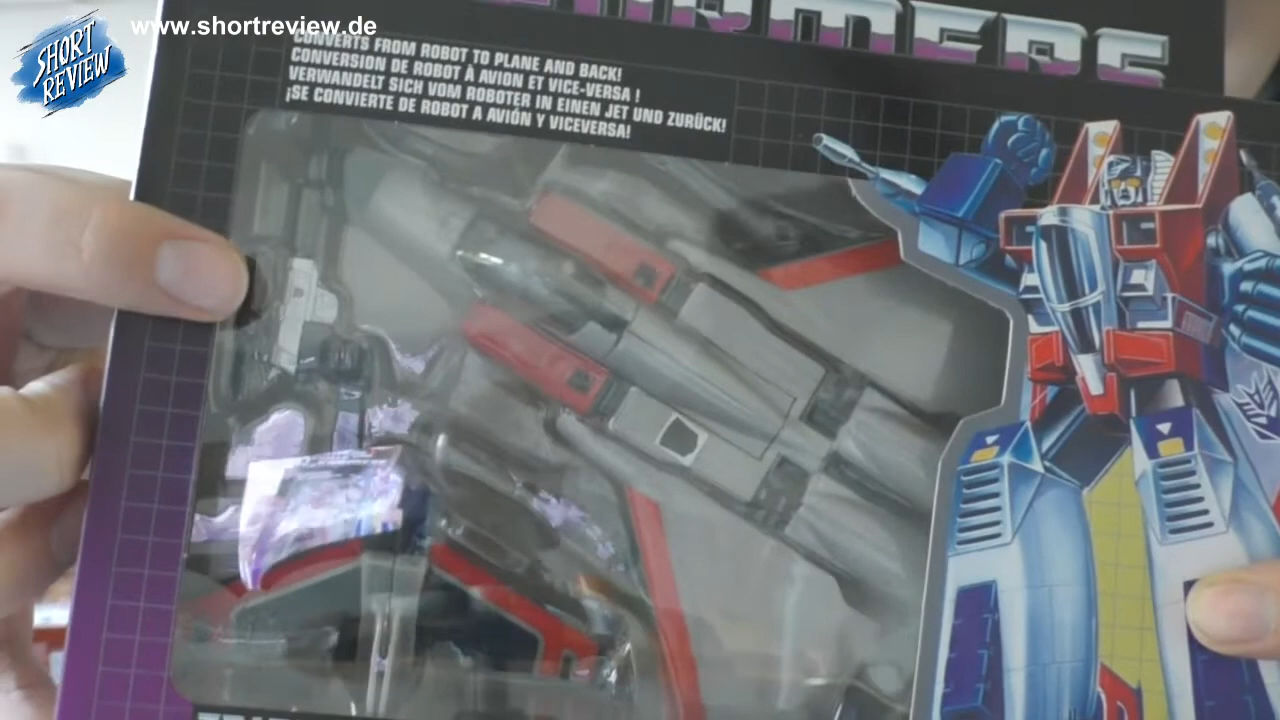 SHORT
REVIEW
www.shortreview.de
CONVERTS FROM ROBOT TO PLANE AND BACK!
CONVERSION DE ROBOT À AVION ET VICE-VERSA !
VERWANDELT SICH VOM ROBOTER IN EINEN JET UND ZURÜCK!
¡SE CONVIERTE DE ROBOT A AVIÓN Y VICEVERSA!